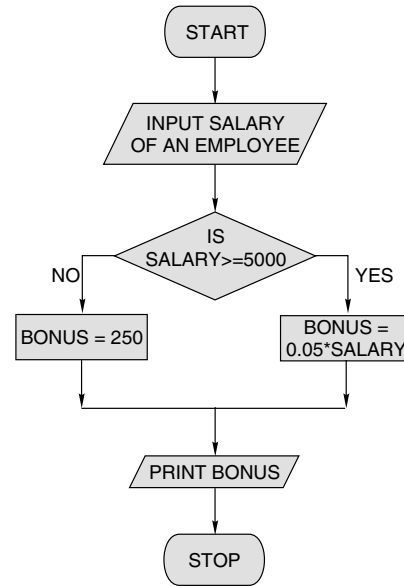 START
INPUT SALARY
OF AN EMPLOYEE
IS
SALARY>=5000
NO
YES
BONUS = 250
BONUS =
0.05*SALARY
PRINT BONUS
STOP